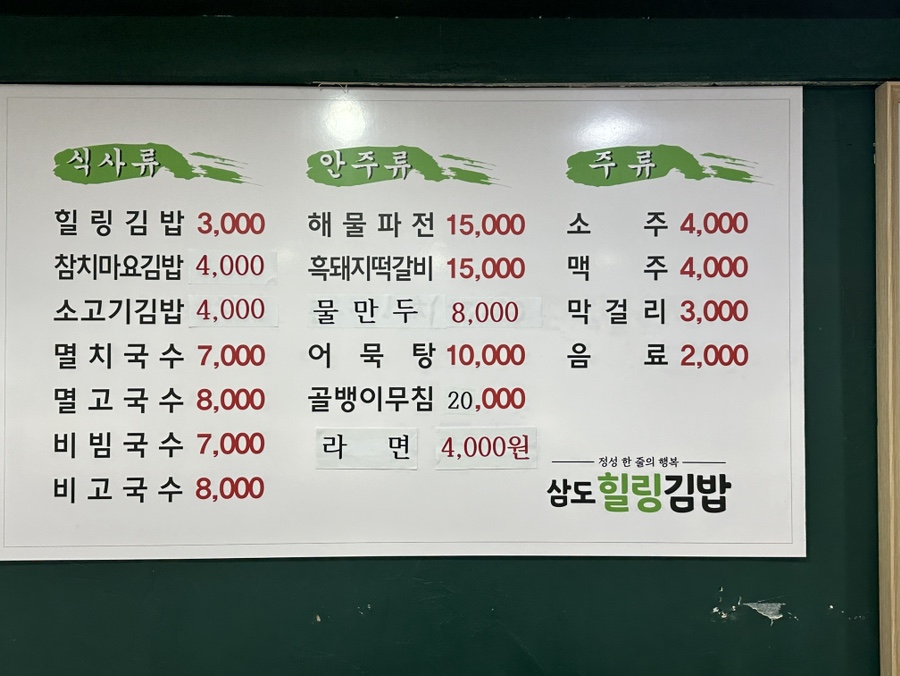 식사류
힐링김밥 3,000
참치마요김밥 4,000
소고기김밥 4,000
멸치국수 7,000
멸고국수 8,000
비빔국수 7,000
비고국수 8,000
안주류
해물파전 15,000
흑돼지떡갈비 15,000
물만두 8,000
어묵탕 10,000
골뱅이무침 20,000
라면 4,000원
주류
소주 4,000
맥주 4,000
막걸리 3,000
음료 2,000
정성 한 줄의 행복
삼도힐링김밥